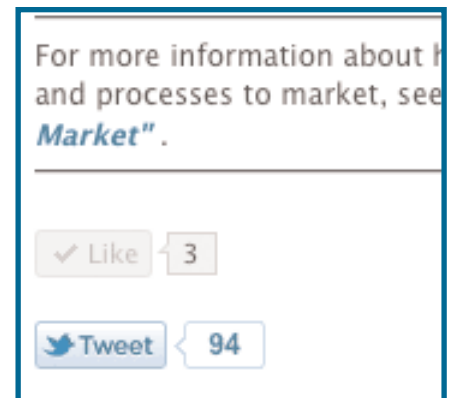 For more information about
and processes to market, see
Market".
Like 3
Tweet 94